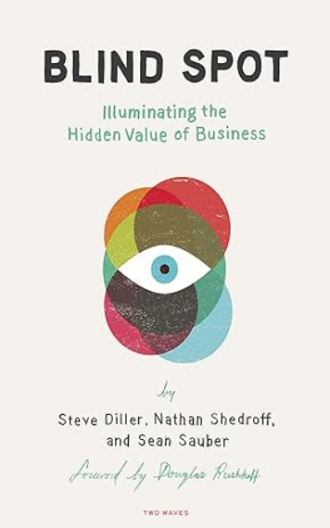 BLIND SPOT
Illuminating the
Hidden Value of Business
by
Steve Diller, Nathan Shedroff,
and Sean Sauber
foreword by Douglas Rushkoff
TWO WAVES